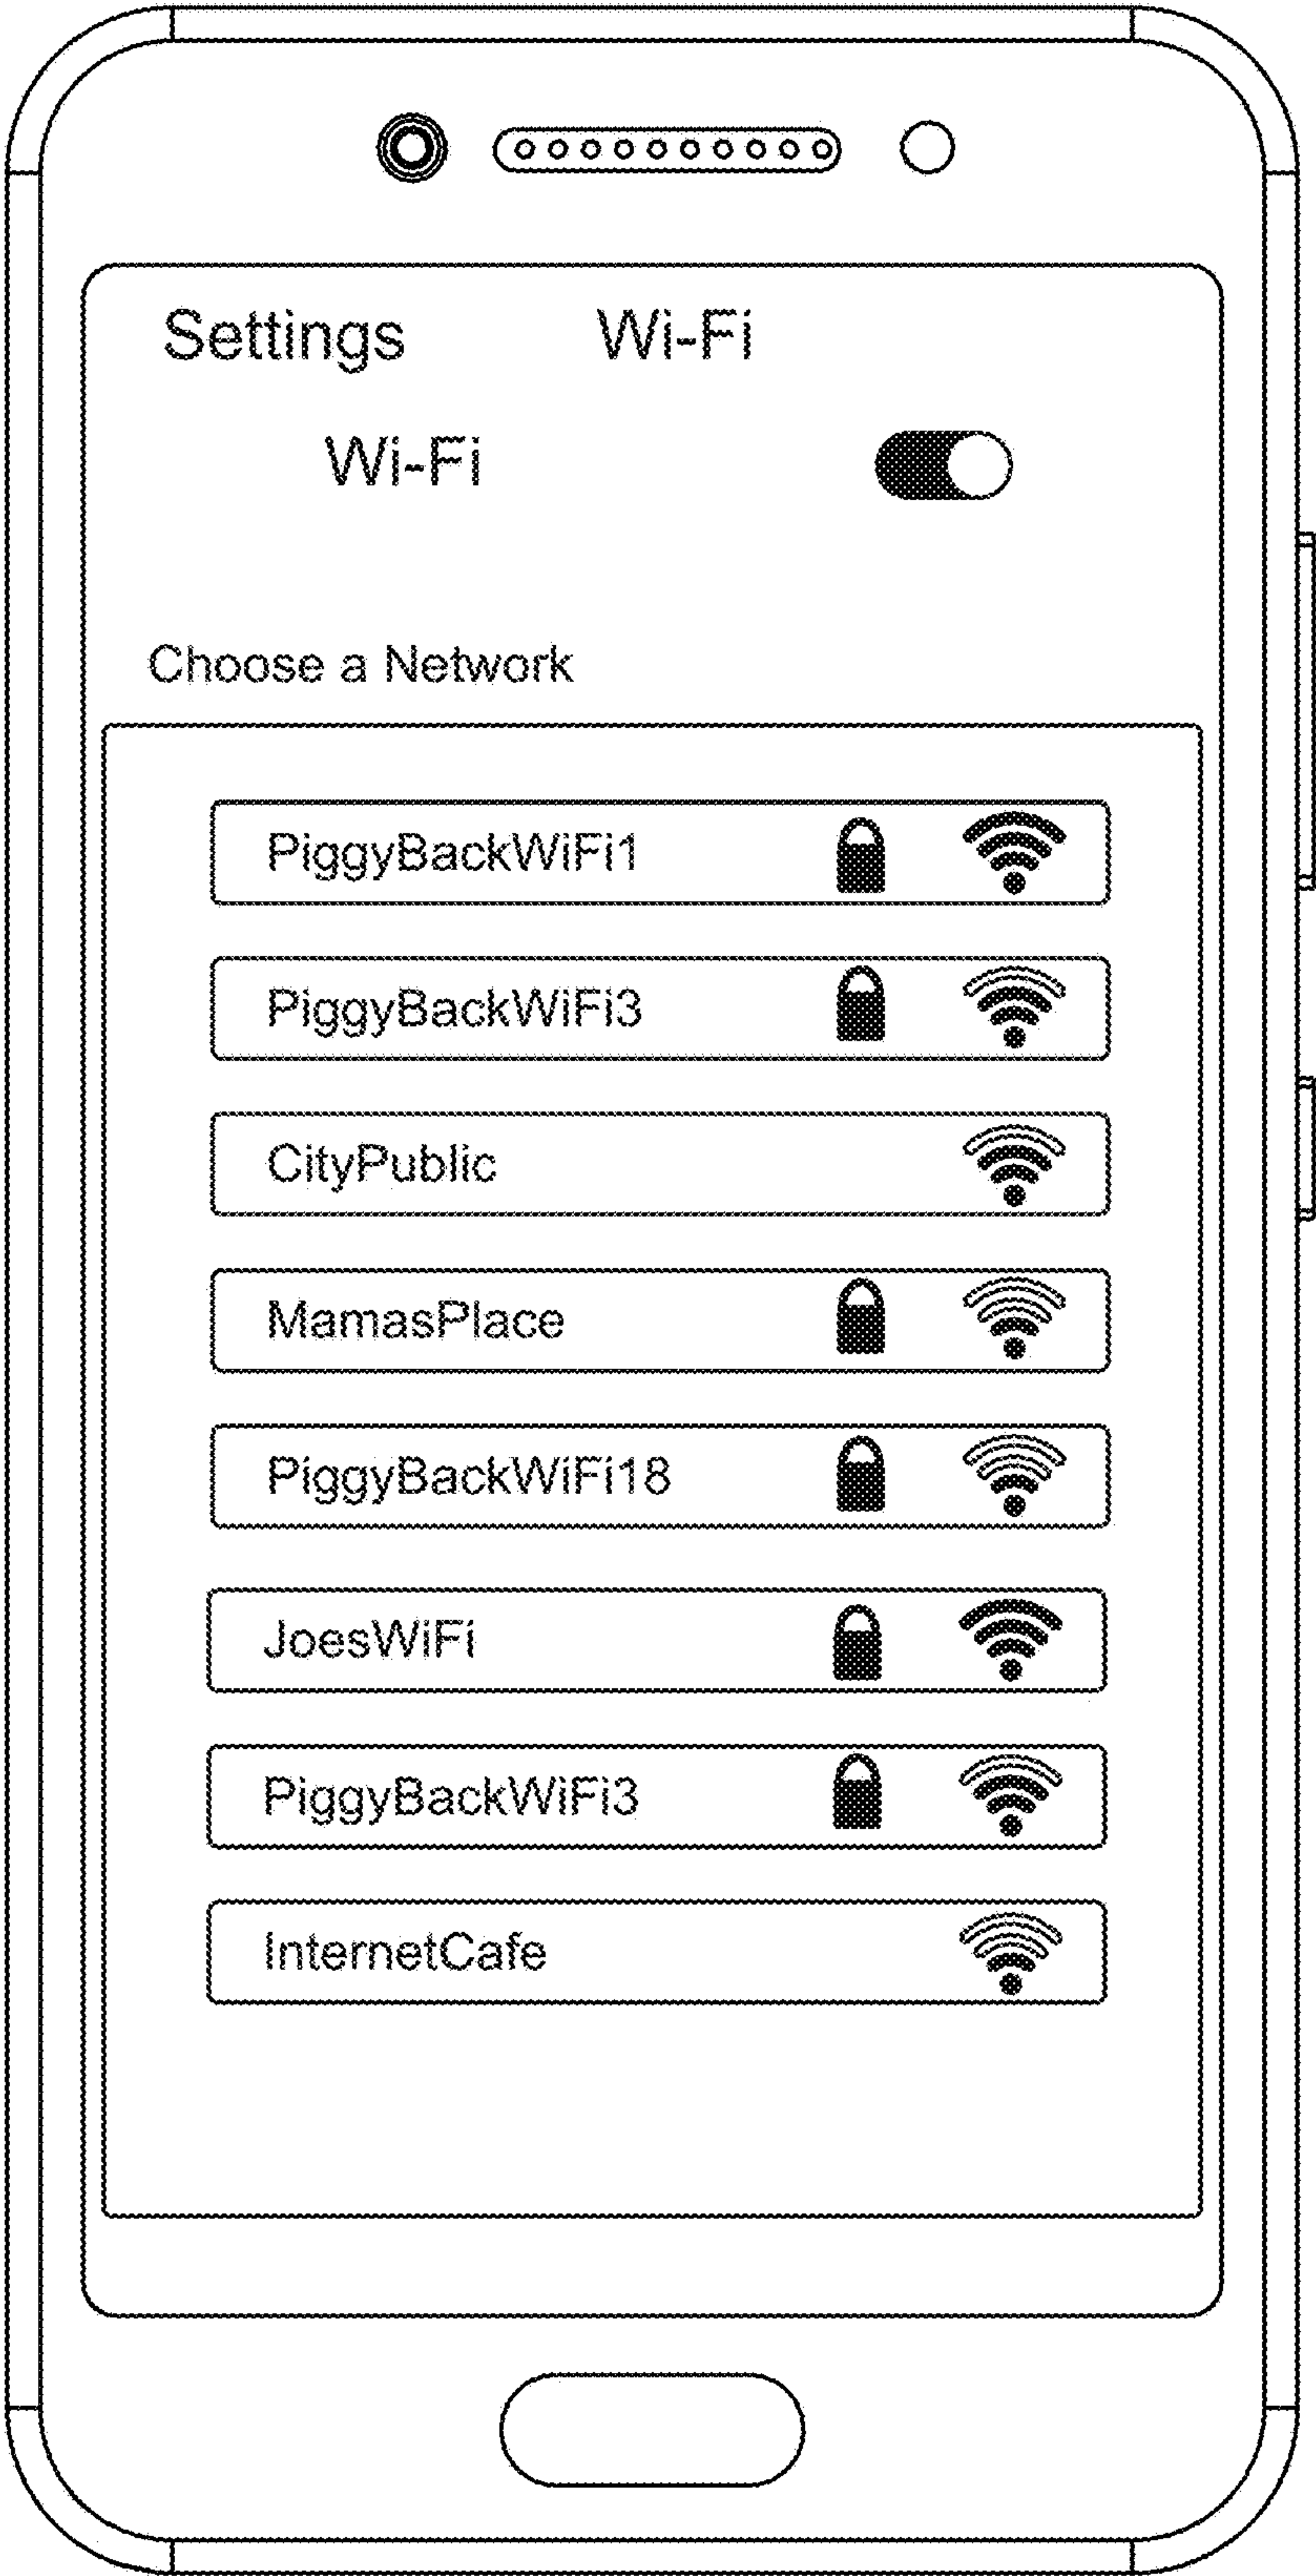 Settings Wi-Fi
Wi-Fi
Choose a Network
PiggyBackWiFi1
PiggyBackWiFi3
CityPublic
MamasPlace
PiggyBackWiFi18
JoesWiFi
PiggyBackWiFi3
InternetCafe